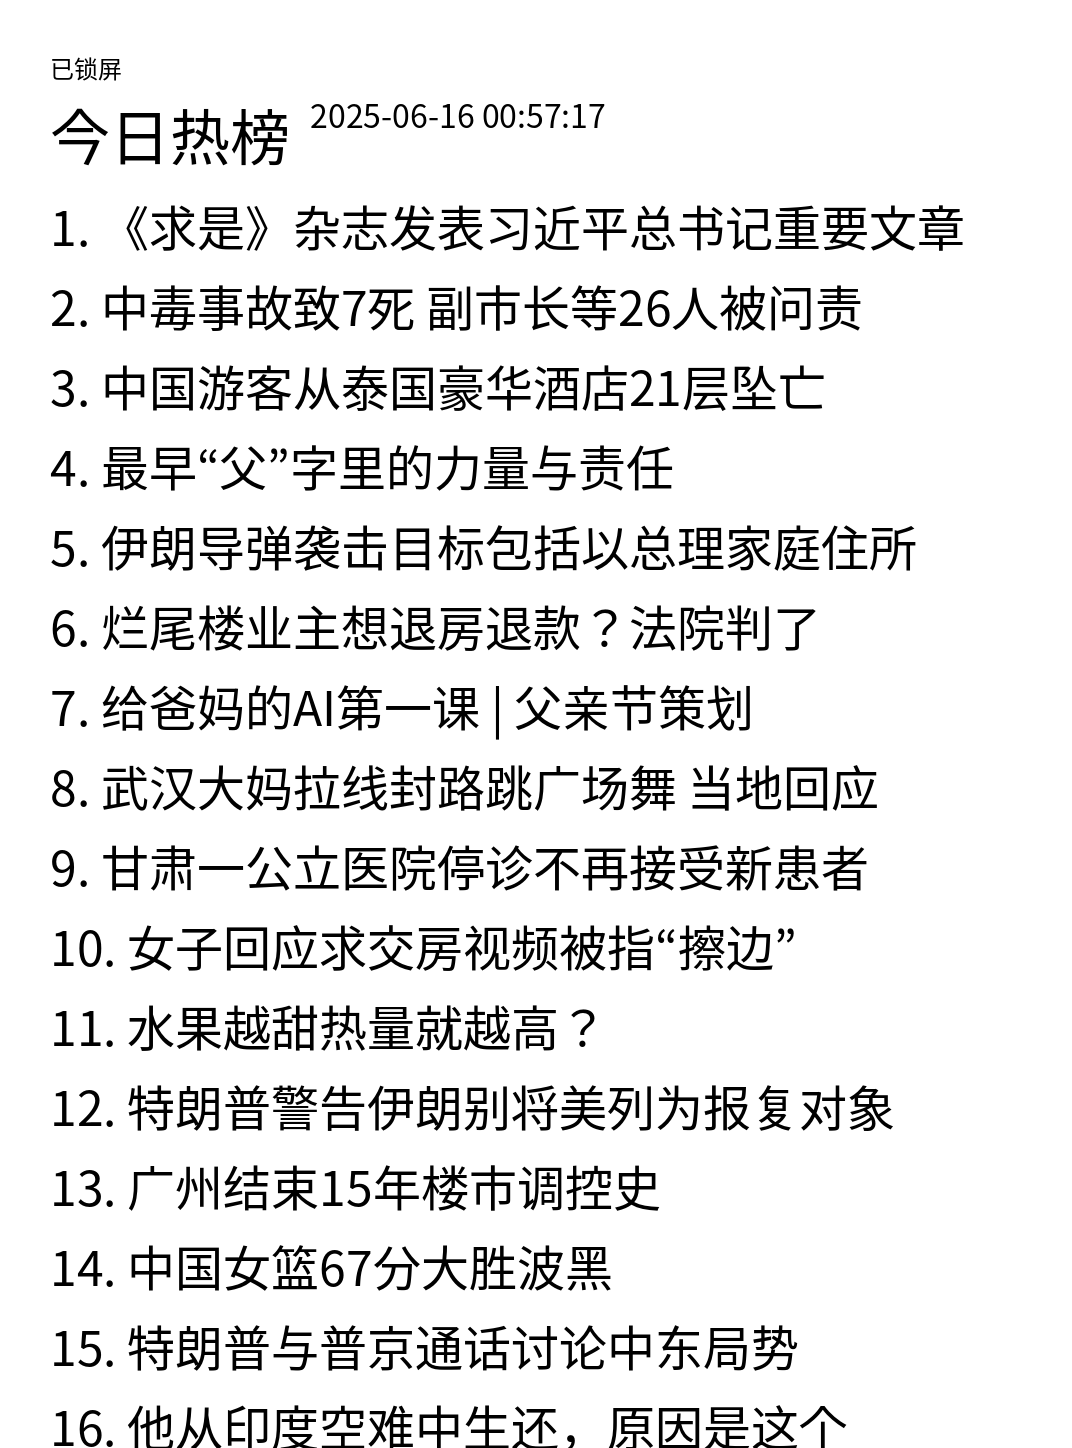 已锁屏
今日热榜 2025-06-16 00:57:17
1. 《求是》杂志发表习近平总书记重要文章
2. 中毒事故致7死 副市长等26人被问责
3. 中国游客从泰国豪华酒店21层坠亡
4. 最早“父”字里的力量与责任
5. 伊朗导弹袭击目标包括以总理家庭住所
6. 烂尾楼业主想退房退款？法院判了
7. 给爸妈的AI第一课 | 父亲节策划
8. 武汉大妈拉线封路跳广场舞 当地回应
9. 甘肃一公立医院停诊不再接受新患者
10. 女子回应求交房视频被指“擦边”
11. 水果越甜热量就越高？
12. 特朗普警告伊朗别将美列为报复对象
13. 广州结束15年楼市调控史
14. 中国女篮67分大胜波黑
15. 特朗普与普京通话讨论中东局势
16. 他从印度空难中生还，原因是这个